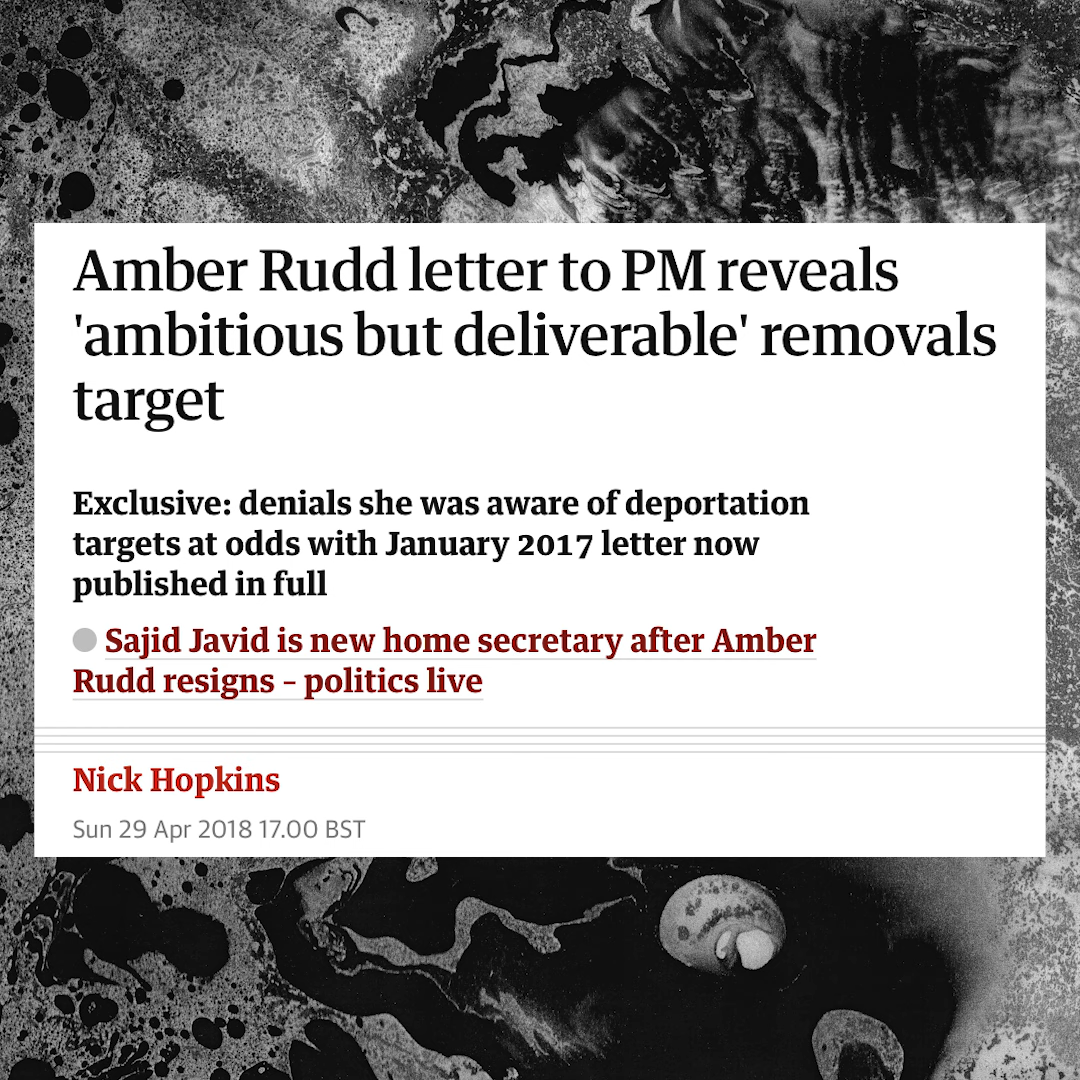 Amber Rudd letter to PM reveals
'ambitious but deliverable' removals
target
Exclusive: denials she was aware of deportation
targets at odds with January 2017 letter now
published in full
Sajid Javid is new home secretary after Amber
Rudd resigns – politics live
Nick Hopkins
Sun 29 Apr 2018 17.00 BST